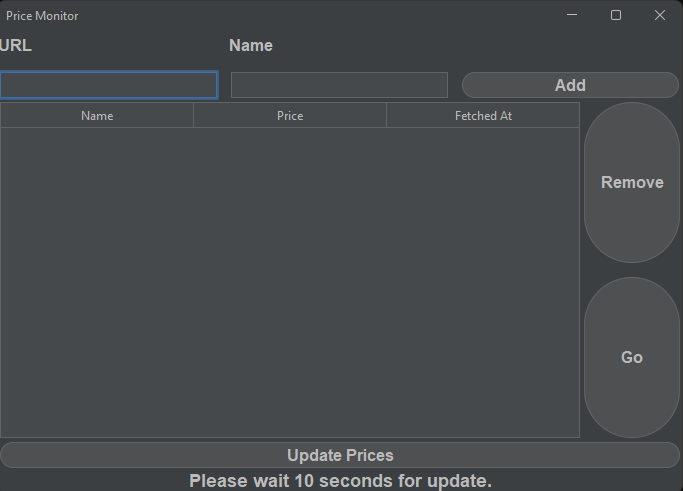 Price Monitor
URL Name
Add
Name Price Fetched At
Remove
Go
Update Prices
Please wait 10 seconds for update.